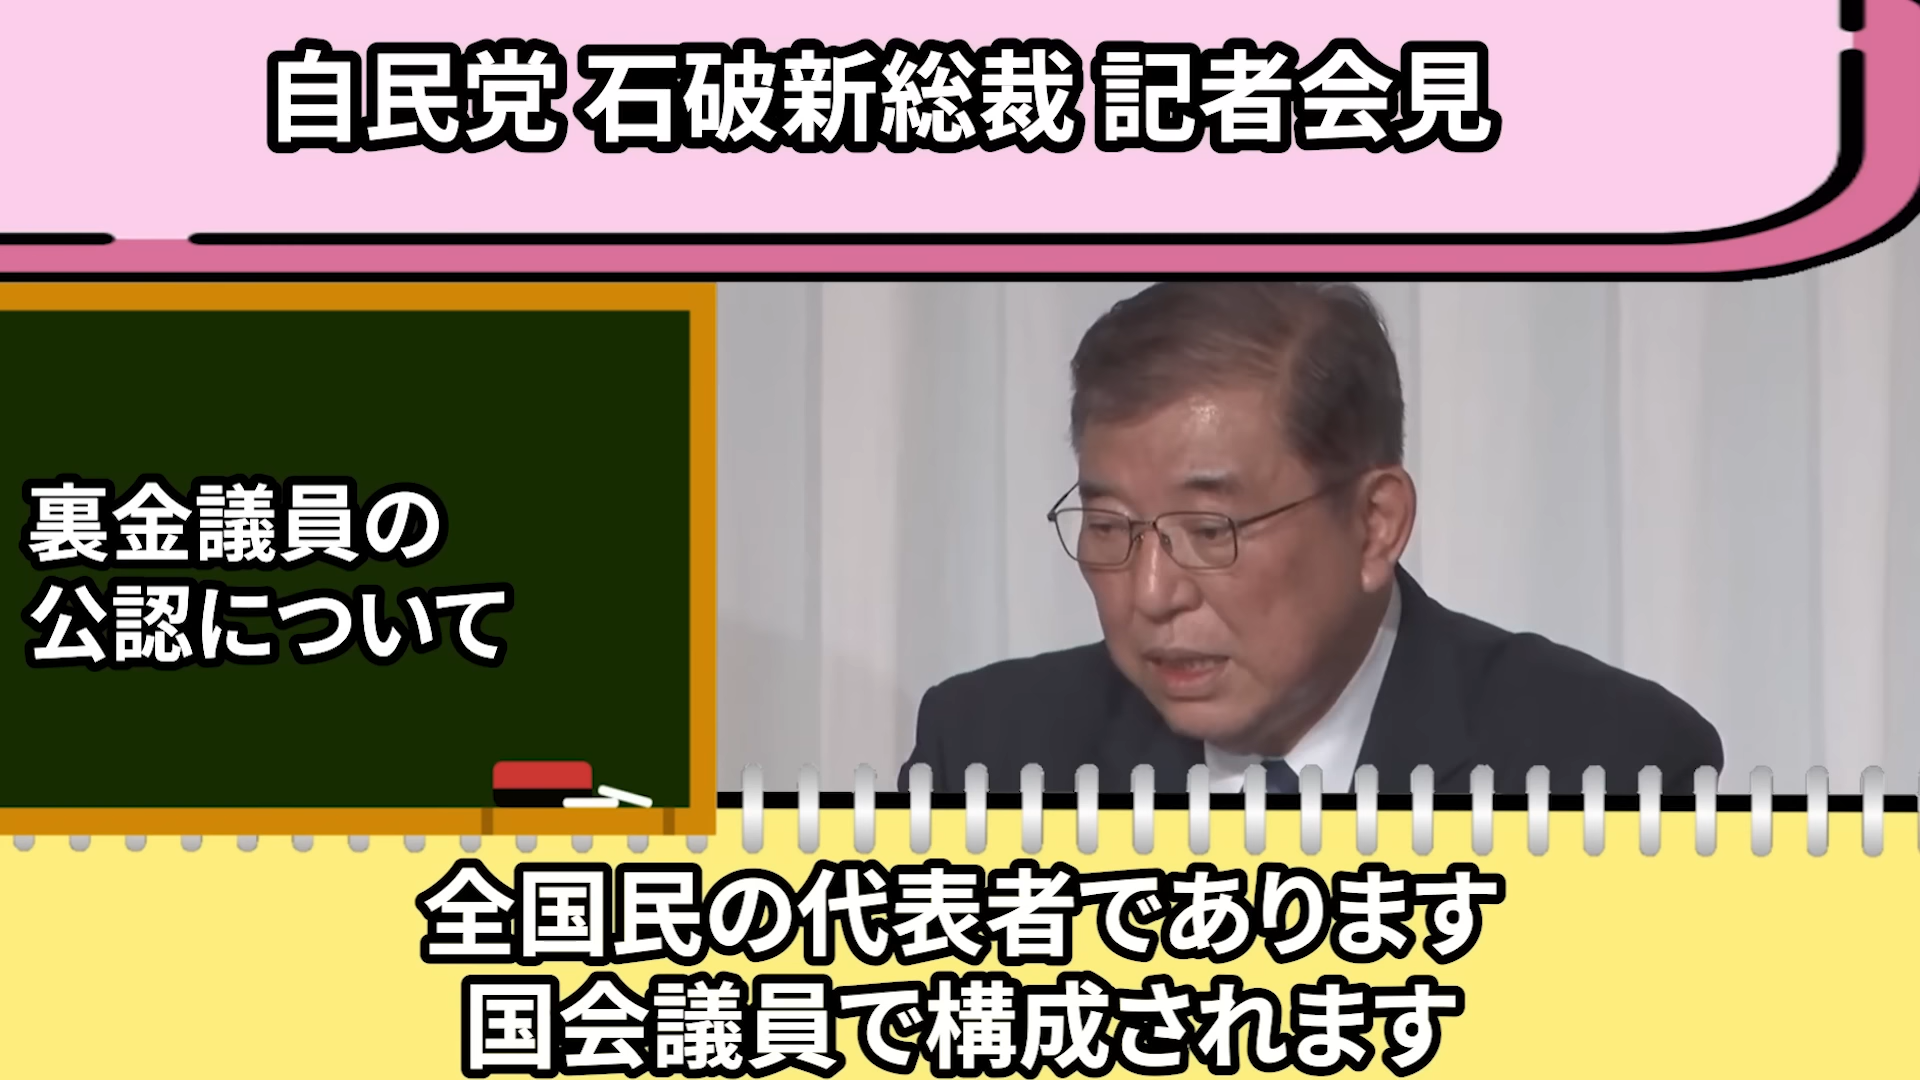 自民党 石破新総裁 記者会見
裏金議員の
公認について
全国民の代表者であります
国会議員で構成されます